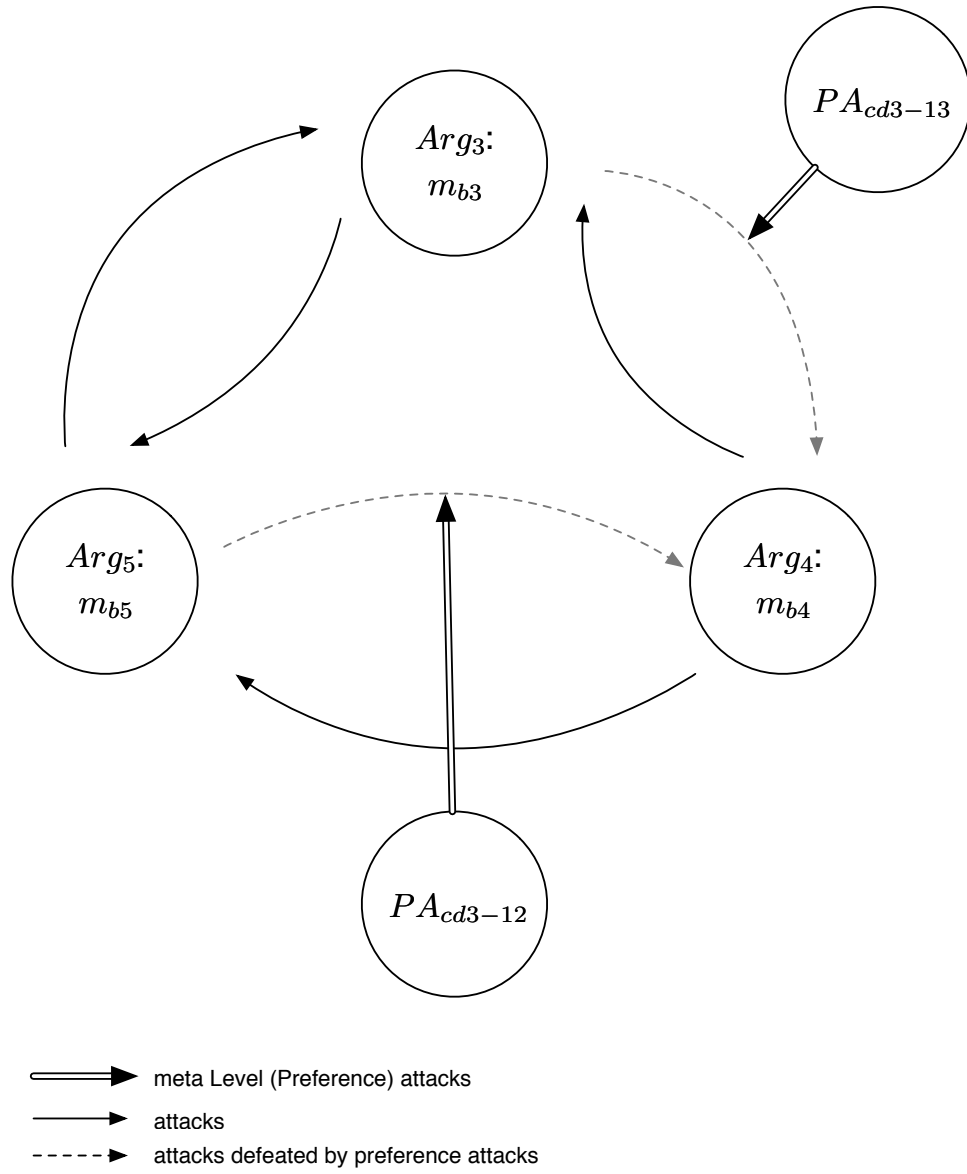 PA_{cd3−13}
Arg_3:
m_{b3}
Arg_5:
m_{b5}
Arg_4:
m_{b4}
PA_{cd3−12}
meta Level (Preference) attacks
attacks
attacks defeated by preference attacks